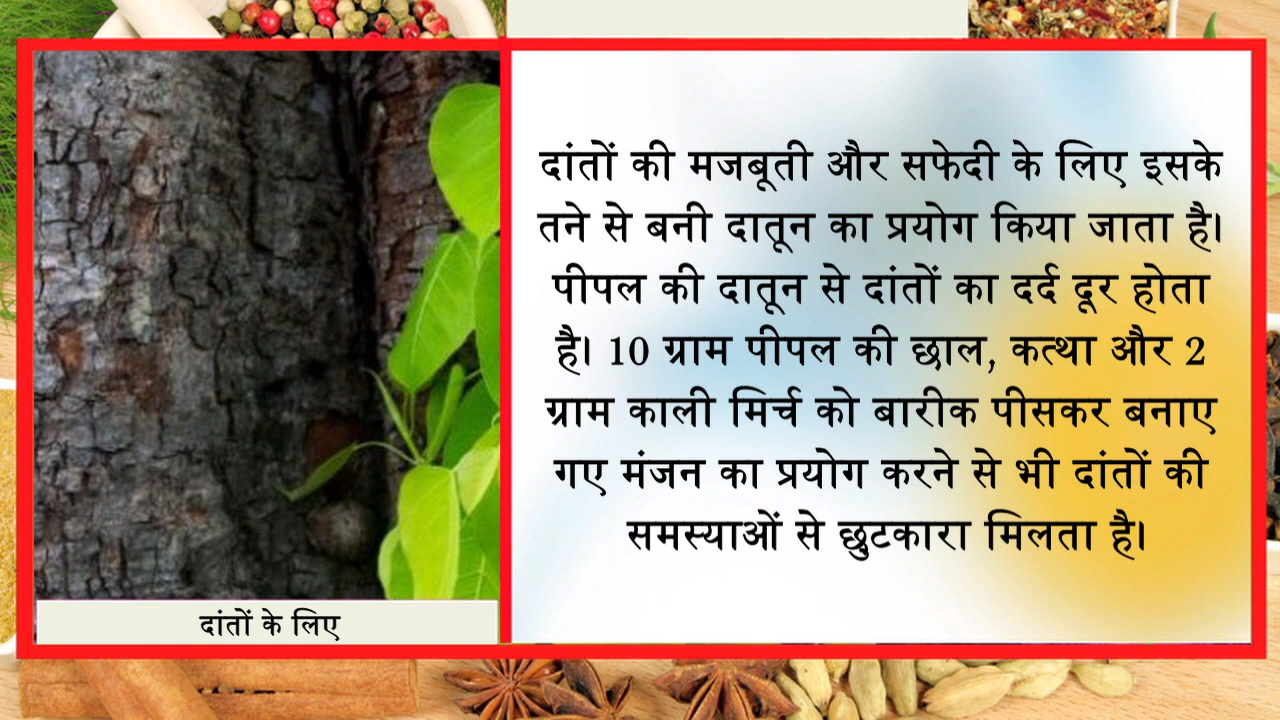 दांतों की मजबूती और सफेदी के लिए इसके
तने से बनी दातून का प्रयोग किया जाता है।
पीपल की दातून से दांतों का दर्द दूर होता
है। 10 ग्राम पीपल की छाल, कत्था और 2
ग्राम काली मिर्च को बारीक पीसकर बनाए
गए मंजन का प्रयोग करने से भी दांतों की
समस्याओं से छुटकारा मिलता है।
दांतों के लिए